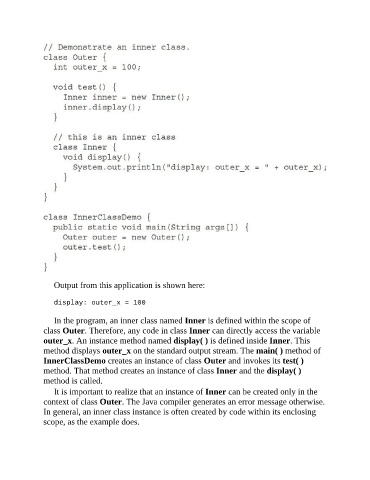 // Demonstrate an inner class.
class Outer {
  int outer_x = 100;

  void test() {
    Inner inner = new Inner();
    inner.display();
  }

  // this is an inner class
  class Inner {
    void display() {
      System.out.println("display: outer_x = " + outer_x);
    }
  }
}

class InnerClassDemo {
  public static void main(String args[]) {
    Outer outer = new Outer();
    outer.test();
  }
}
Output from this application is shown here:
display: outer_x = 100
In the program, an inner class named Inner is defined within the scope of
class Outer. Therefore, any code in class Inner can directly access the variable
outer_x. An instance method named display( ) is defined inside Inner. This
method displays outer_x on the standard output stream. The main( ) method of
InnerClassDemo creates an instance of class Outer and invokes its test( )
method. That method creates an instance of class Inner and the display( )
method is called.
It is important to realize that an instance of Inner can be created only in the
context of class Outer. The Java compiler generates an error message otherwise.
In general, an inner class instance is often created by code within its enclosing
scope, as the example does.